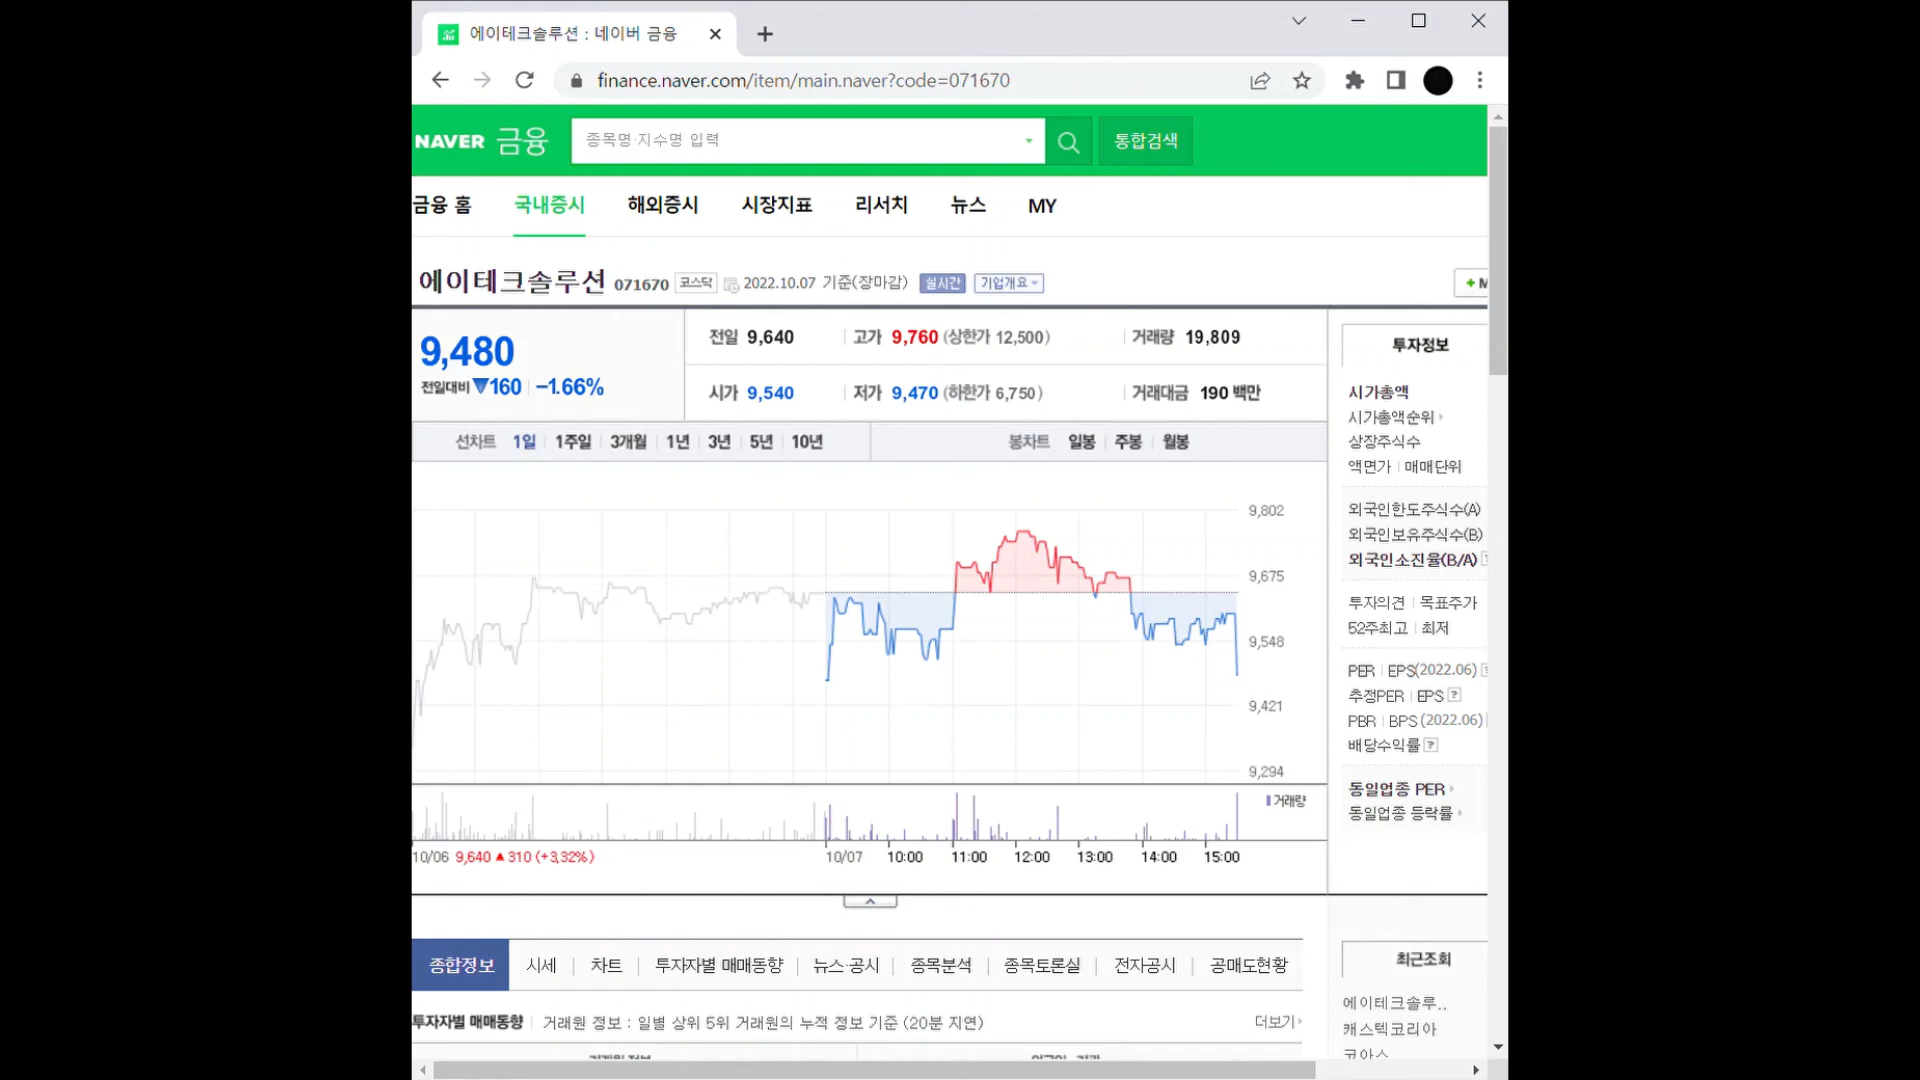 에이테크솔루션 : 네이버 금융
finance.naver.com/item/main.naver?code=071670
NAVER 금융 종목명·지수명 입력 통합검색
금융 홈 국내증시 해외증시 시장지표 리서치 뉴스 MY
에이테크솔루션 071670 코스닥 2022.10.07 기준(장마감) 실시간 기업개요
9,480
전일대비 ▼160 -1.66%
전일 9,640 고가 9,760 (상한가 12,500) 거래량 19,809
시가 9,540 저가 9,470 (하한가 6,750) 거래대금 190 백만
선차트 1일 1주일 3개월 1년 3년 5년 10년 봉차트 일봉 주봉 월봉
9,802
9,675
9,548
9,421
9,294
거래량
10/06 9,640 ▲310 (+3,32%) 10/07 10:00 11:00 12:00 13:00 14:00 15:00
투자정보
시가총액
시가총액순위
상장주식수
액면가 | 매매단위
외국인한도주식수(A)
외국인보유주식수(B)
외국인소진율(B/A)
투자의견 | 목표주가
52주최고 | 최저
PER | EPS(2022.06)
추정PER | EPS ?
PBR | BPS (2022.06)
배당수익률 ?
동일업종 PER
동일업종 등락률
종합정보 시세 차트 투자자별 매매동향 뉴스·공시 종목분석 종목토론실 전자공시 공매도현황
투자자별 매매동향 거래원 정보 : 일별 상위 5위 거래원의 누적 정보 기준 (20분 지연) 더보기
최근조회
에이테크솔루..
캐스텍코리아
코아스